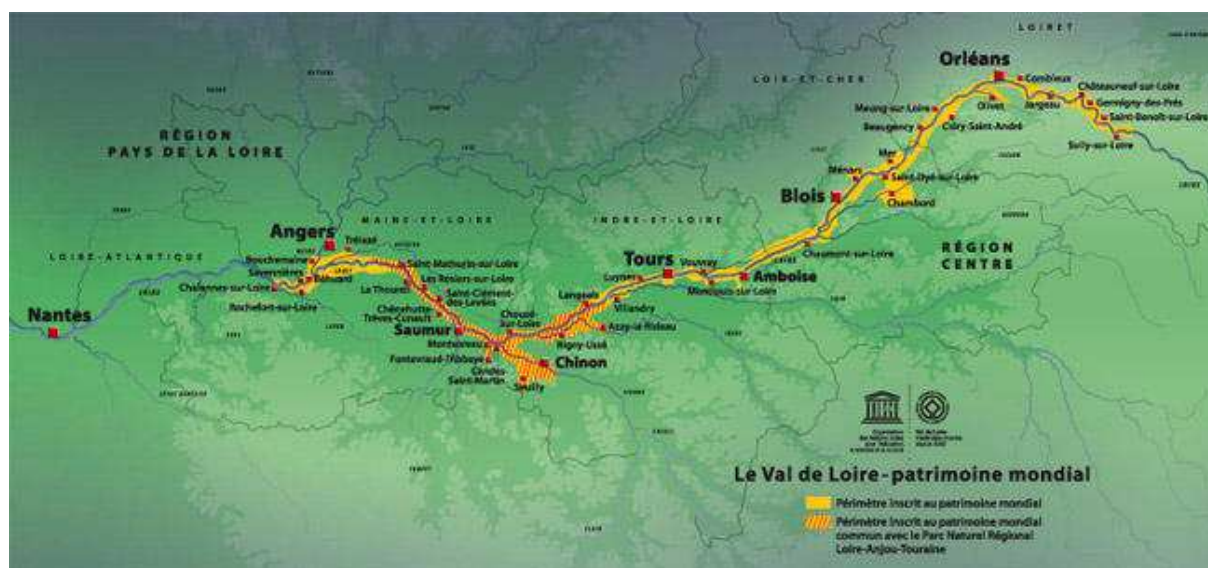 LOIRET
Orléans
LOIR-ET-CHER
Combleux
Châteauneuf-sur-Loire
Germigny-des-Prés
Saint-Benoît-sur-Loire
Sully-sur-Loire
Jargeau
Olivet
Meung-sur-Loire
Cléry-Saint-André
Beaugency
Mer
Ménars
Saint-Dyé-sur-Loire
Blois
Chambord
Chaumont-sur-Loire
RÉGION
CENTRE
RÉGION
PAYS DE LA LOIRE
MAINE-ET-LOIRE
INDRE-ET-LOIRE
LOIRE-ATLANTIQUE
Angers
Trélazé
Bouchemaine
Savennières
Béhuard
Chalonnes-sur-Loire
Rochefort-sur-Loire
Nantes
Saint-Mathurin-sur-Loire
Les Rosiers-sur-Loire
La Ménitré
Saint-Clément-
des-Levées
Chênehutte-
Trèves-Cunault
Saumur
Montsoreau
Fontevraud-l'Abbaye
Candes
Saint-Martin
Seuilly
Chinon
Chouzé-
sur-Loire
Rigny-Ussé
Azay-le-Rideau
Langeais
Villandry
Luynes
Tours
Vouvray
Montlouis-sur-Loire
Amboise
Le Val de Loire - patrimoine mondial
Périmètre inscrit au patrimoine mondial
Périmètre inscrit au patrimoine mondial
commun avec le Parc Naturel Régional
Loire-Anjou-Touraine